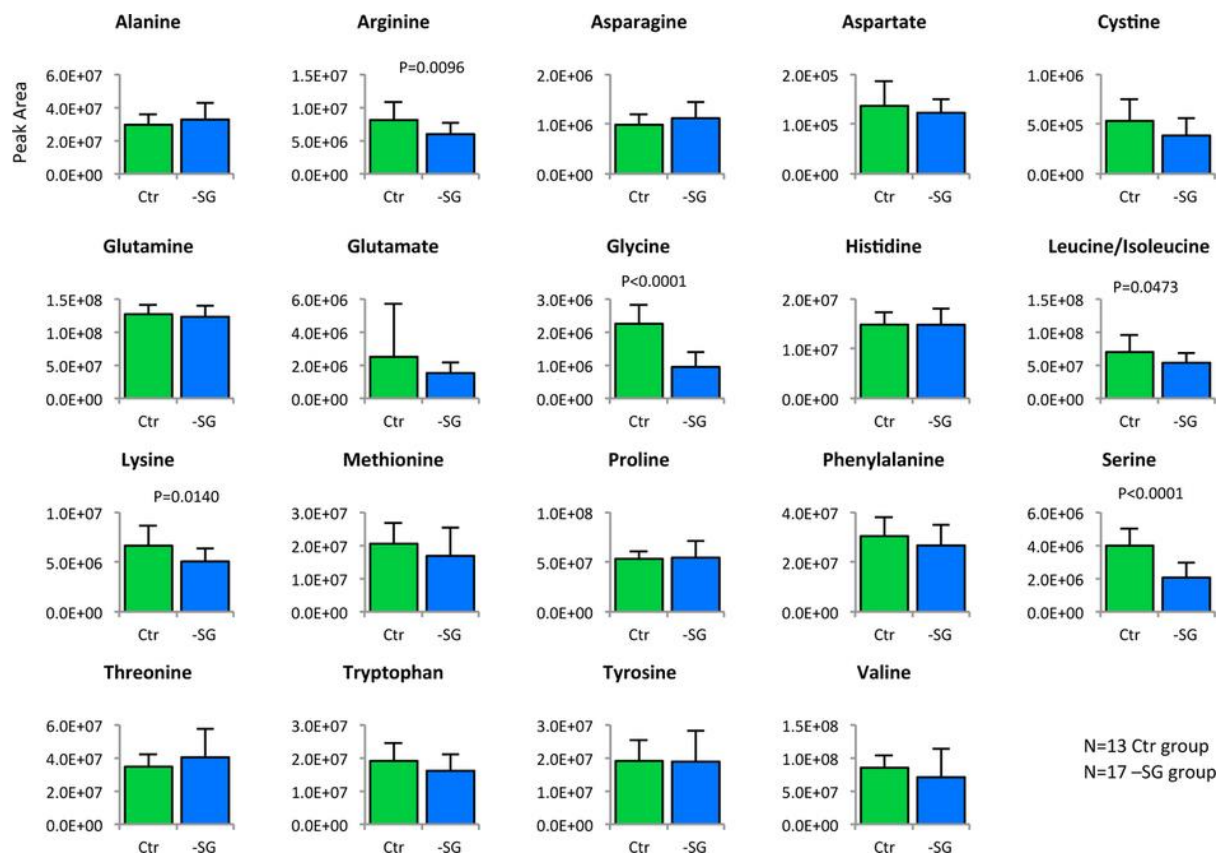 Alanine Arginine Asparagine Aspartate Cystine
P=0.0096
Peak Area
6.0E+07 1.5E+07 2.0E+06 2.0E+05 1.0E+06
4.0E+07 1.0E+07
1.0E+06 1.0E+05 5.0E+05
2.0E+07 5.0E+06
0.0E+00 0.0E+00 0.0E+00 0.0E+00 0.0E+00
Ctr -SG Ctr -SG Ctr -SG Ctr -SG Ctr -SG
Glutamine Glutamate Glycine Histidine Leucine/Isoleucine
P<0.0001 P=0.0473
1.5E+08 6.0E+06 3.0E+06 2.0E+07 1.5E+08
1.0E+08 4.0E+06 2.0E+06 1.0E+08
1.0E+07
5.0E+07 2.0E+06 1.0E+06 5.0E+07
0.0E+00 0.0E+00 0.0E+00 0.0E+00 0.0E+00
Ctr -SG Ctr -SG Ctr -SG Ctr -SG Ctr -SG
Lysine Methionine Proline Phenylalanine Serine
P=0.0140 P<0.0001
1.0E+07 3.0E+07 1.0E+08 4.0E+07 6.0E+06
2.0E+07 4.0E+06
5.0E+06 5.0E+07 2.0E+07
1.0E+07 2.0E+06
0.0E+00 0.0E+00 0.0E+00 0.0E+00 0.0E+00
Ctr -SG Ctr -SG Ctr -SG Ctr -SG Ctr -SG
Threonine Tryptophan Tyrosine Valine
6.0E+07 3.0E+07 3.0E+07 1.5E+08
4.0E+07 2.0E+07 2.0E+07 1.0E+08
2.0E+07 1.0E+07 1.0E+07 5.0E+07
0.0E+00 0.0E+00 0.0E+00 0.0E+00
Ctr -SG Ctr -SG Ctr -SG Ctr -SG
N=13 Ctr group
N=17 –SG group